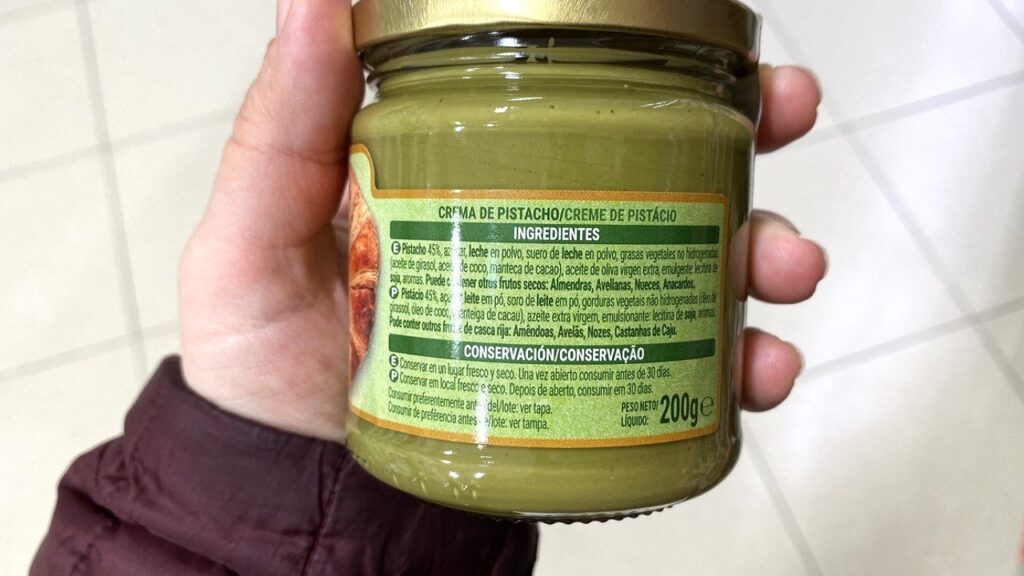 CREMA DE PISTACHO/CREME DE PISTÁCIO
INGREDIENTES
E Pistacho 45%, azúcar, leche en polvo, suero de leche en polvo, grasas vegetales no hidrogenadas
(aceite de girasol, aceite de coco, manteca de cacao), aceite de oliva virgen extra, emulgente: lecitina de
soja, aromas. Puede contener otros frutos secos: Almendras, Avellanas, Nueces, Anacardos.
P Pistácio 45%, açúcar, leite em pó, soro de leite em pó, gorduras vegetais não hidrogenadas (óleo de
girassol, óleo de coco, manteiga de cacau), azeite extra virgem, emulsionante: lecitina de soja, aromas.
Pode conter outros frutos de casca rija: Amêndoas, Avelãs, Nozes, Castanhas de Caju.
CONSERVACIÓN/CONSERVAÇÃO
E Conservar en un lugar fresco y seco. Una vez abierto consumir antes de 30 días.
P Conservar em local fresco e seco. Depois de aberto, consumir em 30 dias.
Consumir preferentemente antes del/lote: ver tapa.
Consumir de preferência antes de/lote: ver tampa.
PESO NETO/
LÍQUIDO: 200g e